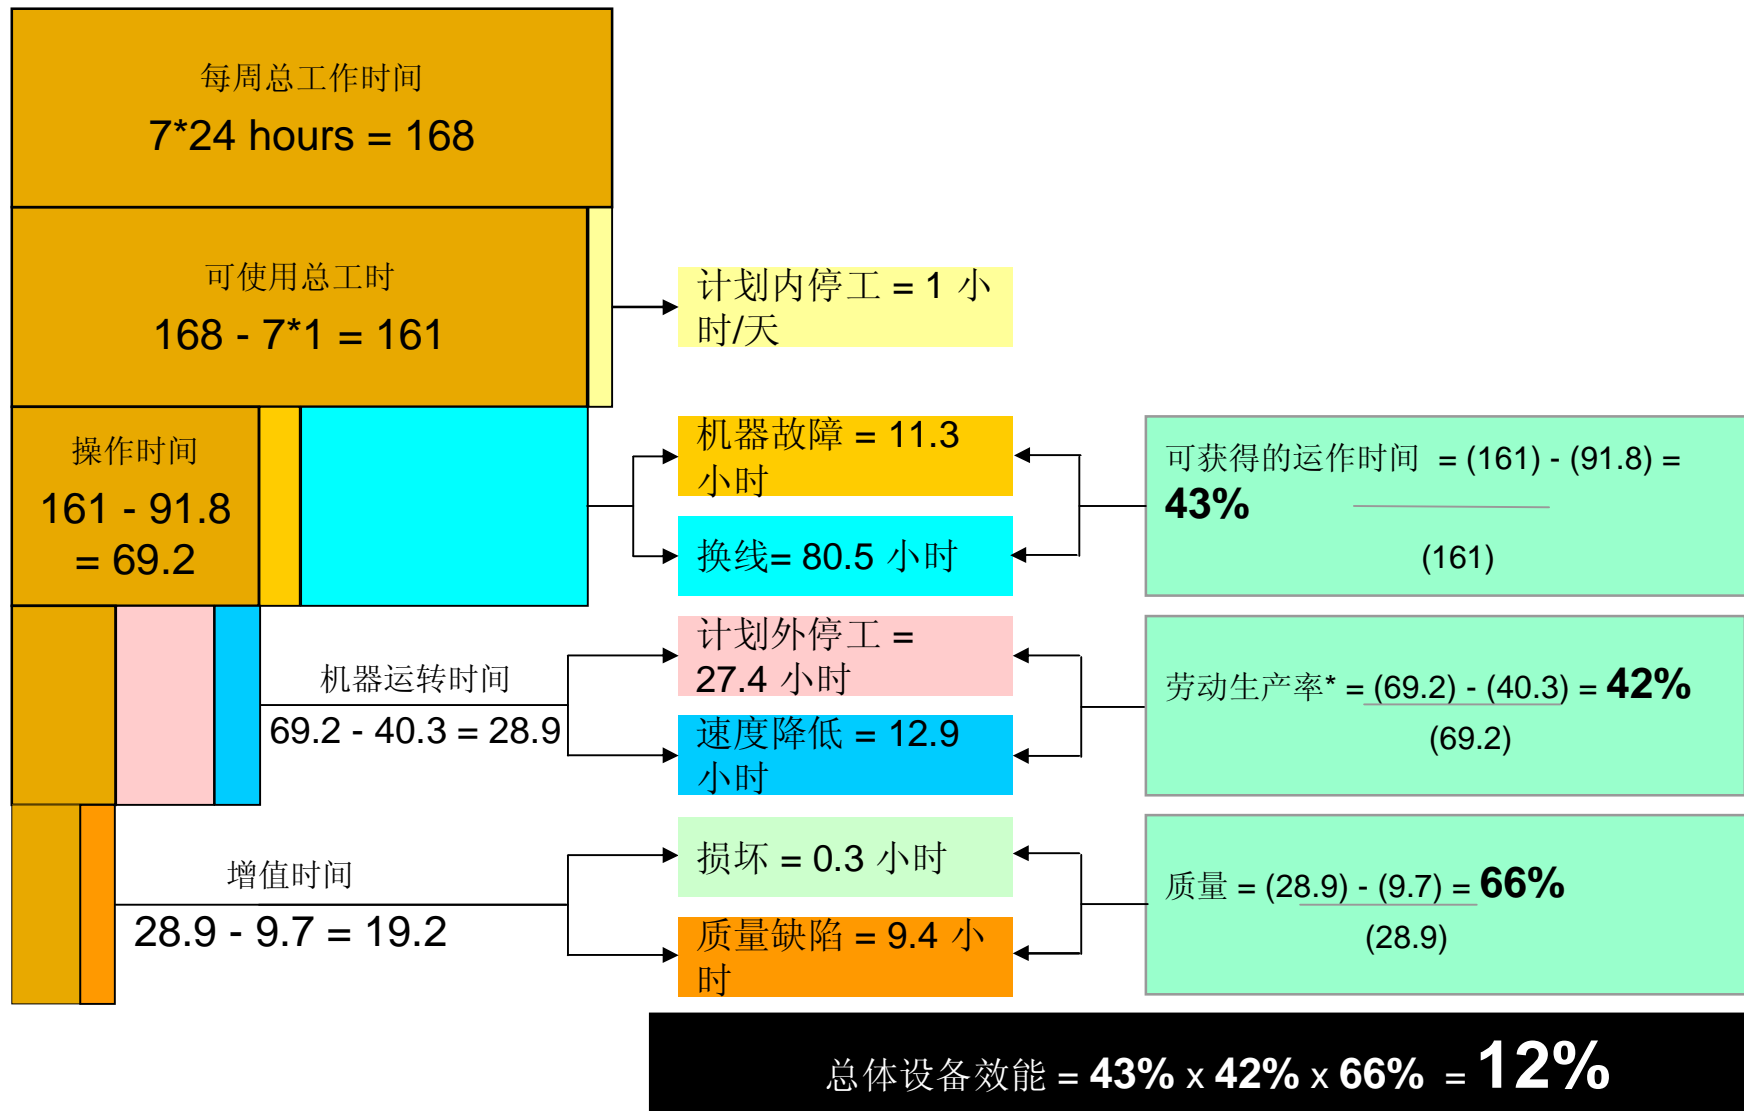 每周总工作时间
7*24 hours = 168
可使用总工时
168 - 7*1 = 161
计划内停工 = 1 小
时/天
操作时间
161 - 91.8
= 69.2
机器故障 = 11.3
小时
换线= 80.5 小时
可获得的运作时间 = (161) - (91.8) =
43%
(161)
机器运转时间
69.2 - 40.3 = 28.9
计划外停工 =
27.4 小时
速度降低 = 12.9
小时
劳动生产率* = (69.2) - (40.3) = 42%
(69.2)
增值时间
28.9 - 9.7 = 19.2
损坏 = 0.3 小时
质量缺陷 = 9.4 小
时
质量 = (28.9) - (9.7) = 66%
(28.9)
总体设备效能 = 43% x 42% x 66% = 12%